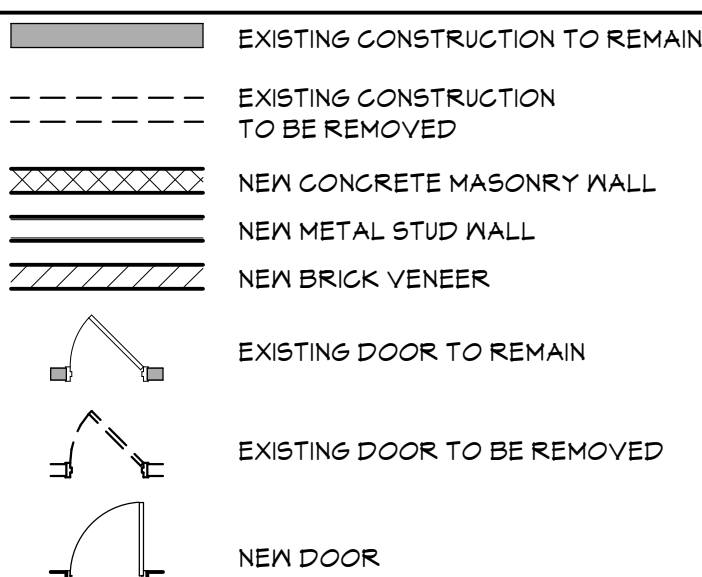 EXISTING CONSTRUCTION TO REMAIN
EXISTING CONSTRUCTION
TO BE REMOVED
NEW CONCRETE MASONRY WALL
NEW METAL STUD WALL
NEW BRICK VENEER
EXISTING DOOR TO REMAIN
EXISTING DOOR TO BE REMOVED
NEW DOOR